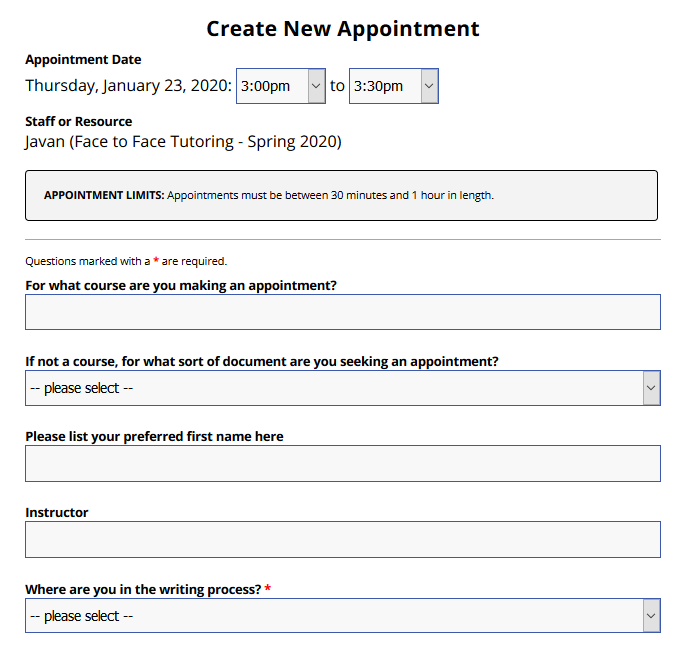 Create New Appointment
Appointment Date
Thursday, January 23, 2020: 3:00pm to 3:30pm
Staff or Resource
Javan (Face to Face Tutoring - Spring 2020)
APPOINTMENT LIMITS: Appointments must be between 30 minutes and 1 hour in length.
Questions marked with a * are required.
For what course are you making an appointment?
If not a course, for what sort of document are you seeking an appointment?
-- please select --
Please list your preferred first name here
Instructor
Where are you in the writing process? *
-- please select --